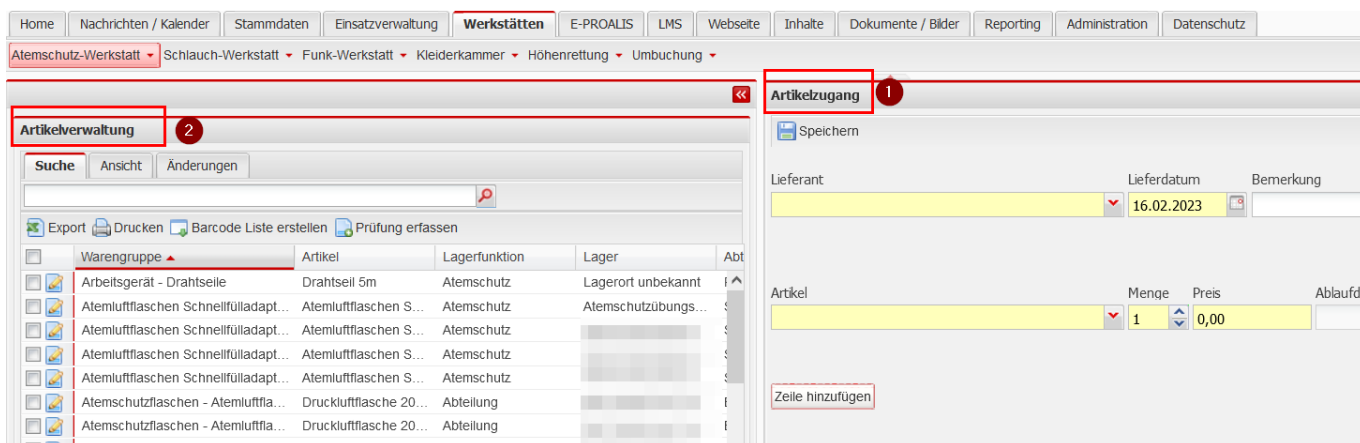 Home Nachrichten / Kalender Stammdaten Einsatzverwaltung Werkstätten E-PROALIS LMS Webseite Inhalte Dokumente / Bilder Reporting Administration Datenschutz
Atemschutz-Werkstatt Schlauch-Werkstatt Funk-Werkstatt Kleiderkammer Höhenrettung Umbuchung
Artikelverwaltung 2
Suche Ansicht Änderungen
Export Drucken Barcode Liste erstellen Prüfung erfassen
Warengruppe Artikel Lagerfunktion Lager Abt
Arbeitsgerät - Drahtseile Drahtseil 5m Atemschutz Lagerort unbekannt
Atemluftflaschen Schnellfülladapt... Atemluftflaschen S... Atemschutz Atemschutzübungs...
Atemluftflaschen Schnellfülladapt... Atemluftflaschen S... Atemschutz
Atemluftflaschen Schnellfülladapt... Atemluftflaschen S... Atemschutz
Atemluftflaschen Schnellfülladapt... Atemluftflaschen S... Atemschutz
Atemschutzflaschen - Atemluftfla... Druckluftflasche 20... Abteilung
Atemschutzflaschen - Atemluftfla... Druckluftflasche 20... Abteilung
Artikelzugang 1
Speichern
Lieferant Lieferdatum Bemerkung
16.02.2023
Artikel Menge Preis Ablaufd
1 0,00
Zeile hinzufügen